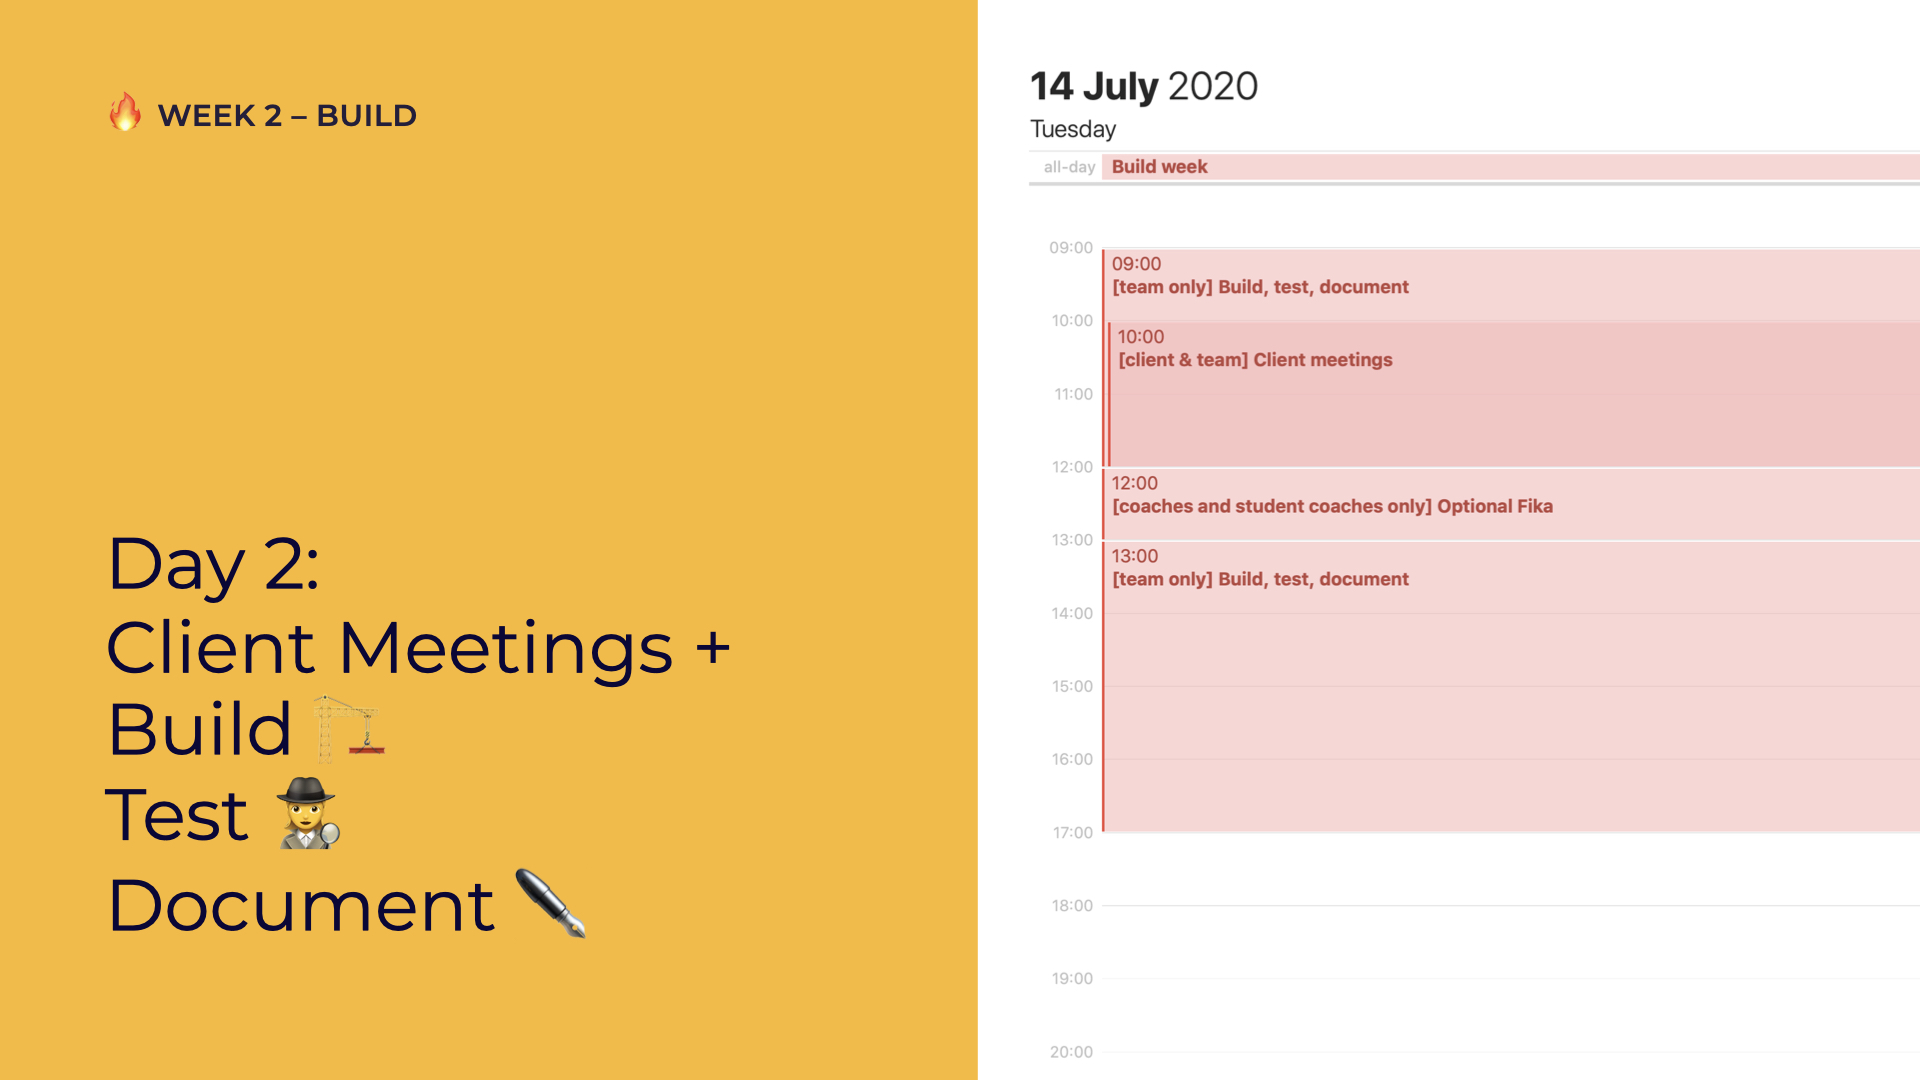 🔥 WEEK 2 – BUILD
Day 2:
Client Meetings +
Build 🏗️
Test 🕵️‍♀️
Document 🖋️
14 July 2020
Tuesday
all-day Build week
09:00
09:00
[team only] Build, test, document
10:00
10:00
[client & team] Client meetings
11:00
12:00
12:00
[coaches and student coaches only] Optional Fika
13:00
13:00
[team only] Build, test, document
14:00
15:00
16:00
17:00
18:00
19:00
20:00